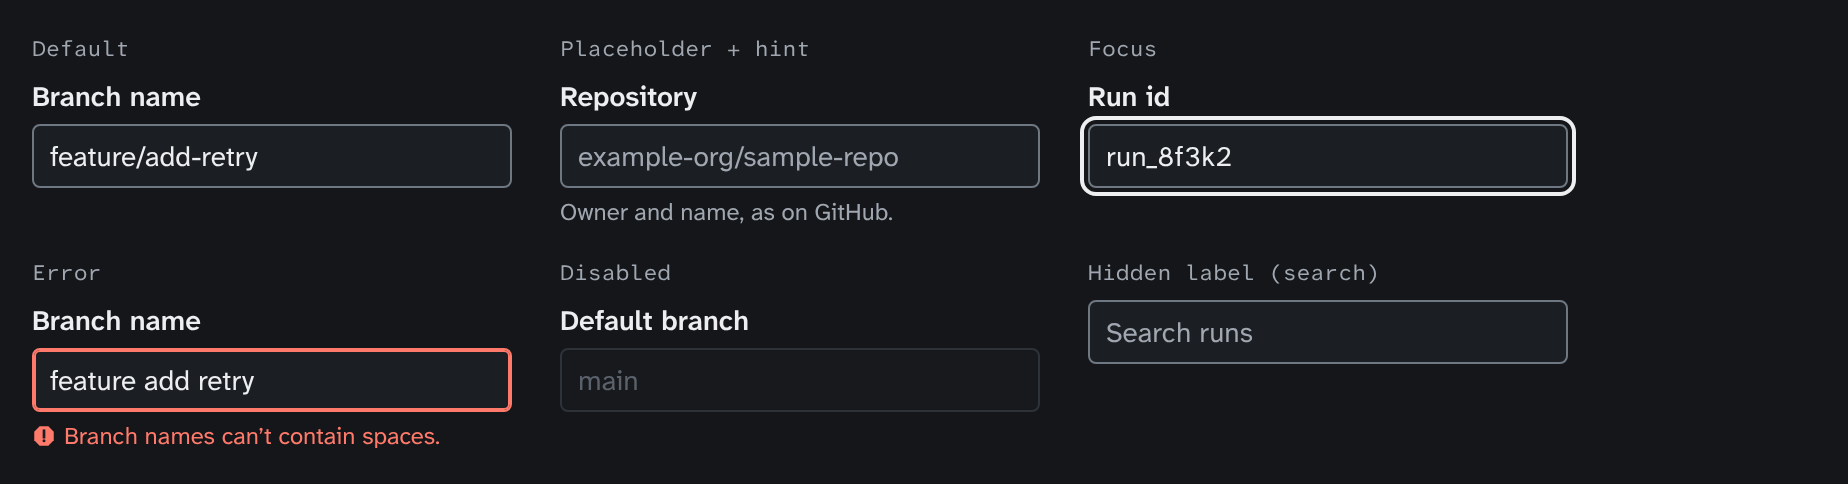 Default
Branch name
feature/add-retry
Placeholder + hint
Repository
example-org/sample-repo
Owner and name, as on GitHub.
Focus
Run id
run_8f3k2
Error
Branch name
feature add retry
Branch names can’t contain spaces.
Disabled
Default branch
main
Hidden label (search)
Search runs